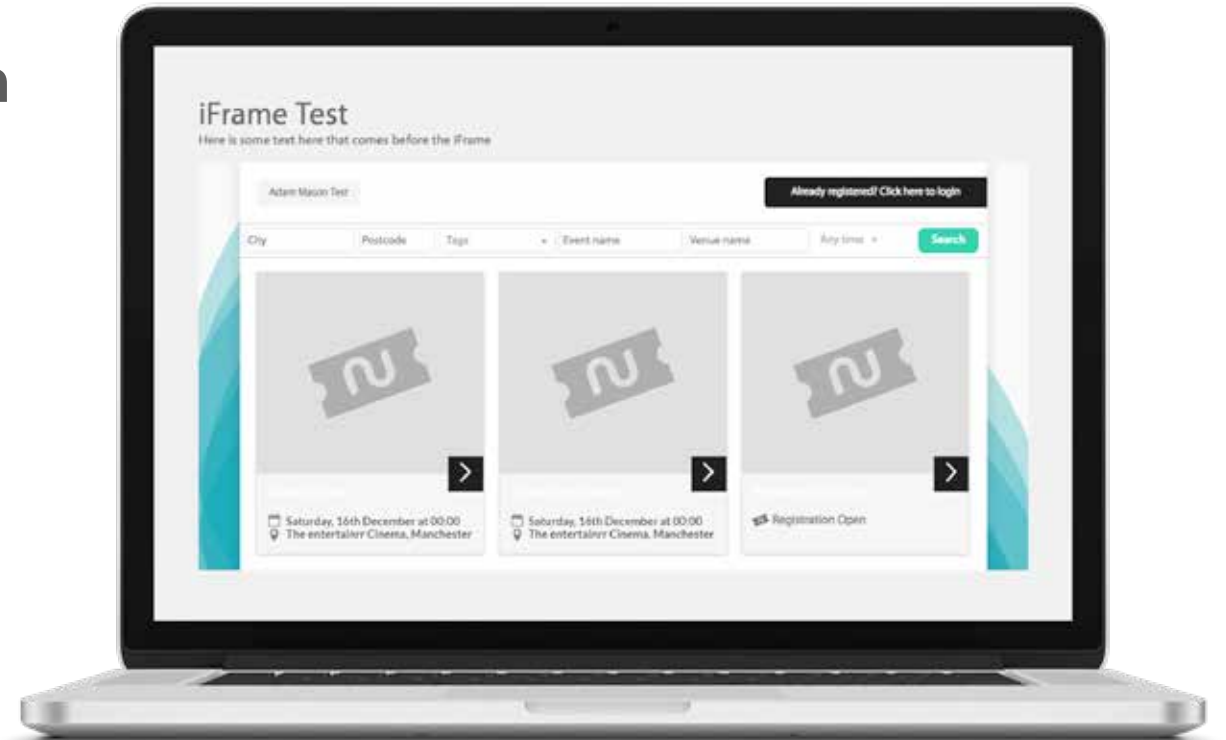 n
iFrame Test
Here is some text here that comes before the iFrame
Adam Mason Test
Already registered? Click here to login
City Postcode Tags Event name Venue name Any time Search
Saturday, 16th December at 00:00
The entertainrr Cinema, Manchester
Saturday, 16th December at 00:00
The entertainrr Cinema, Manchester
Registration Open